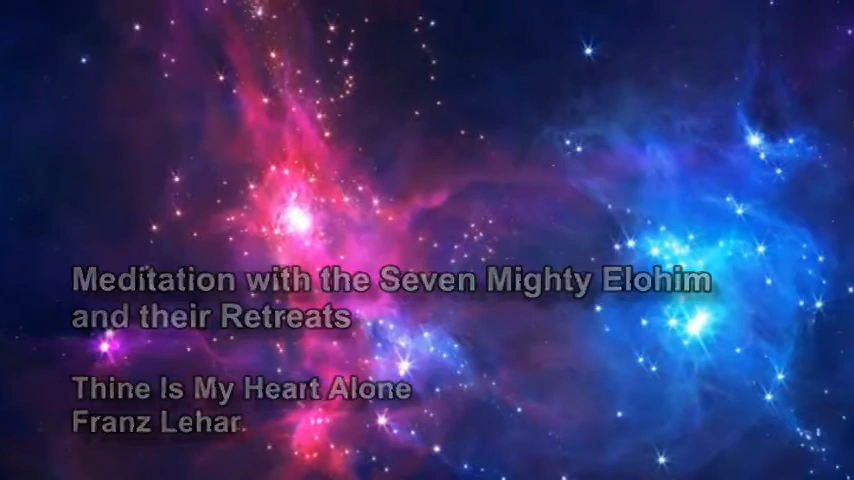 Meditation with the Seven Mighty Elohim
and their Retreats
Thine Is My Heart Alone
Franz Lehar